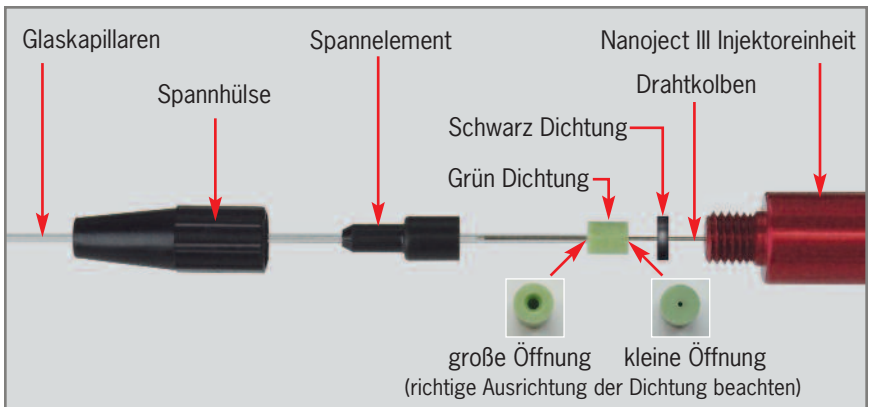 Glaskapillaren
Spannelement
Nanoject III Injektoreinheit
Spannhülse
Drahtkolben
Schwarz Dichtung
Grün Dichtung
große Öffnung
kleine Öffnung
(richtige Ausrichtung der Dichtung beachten)